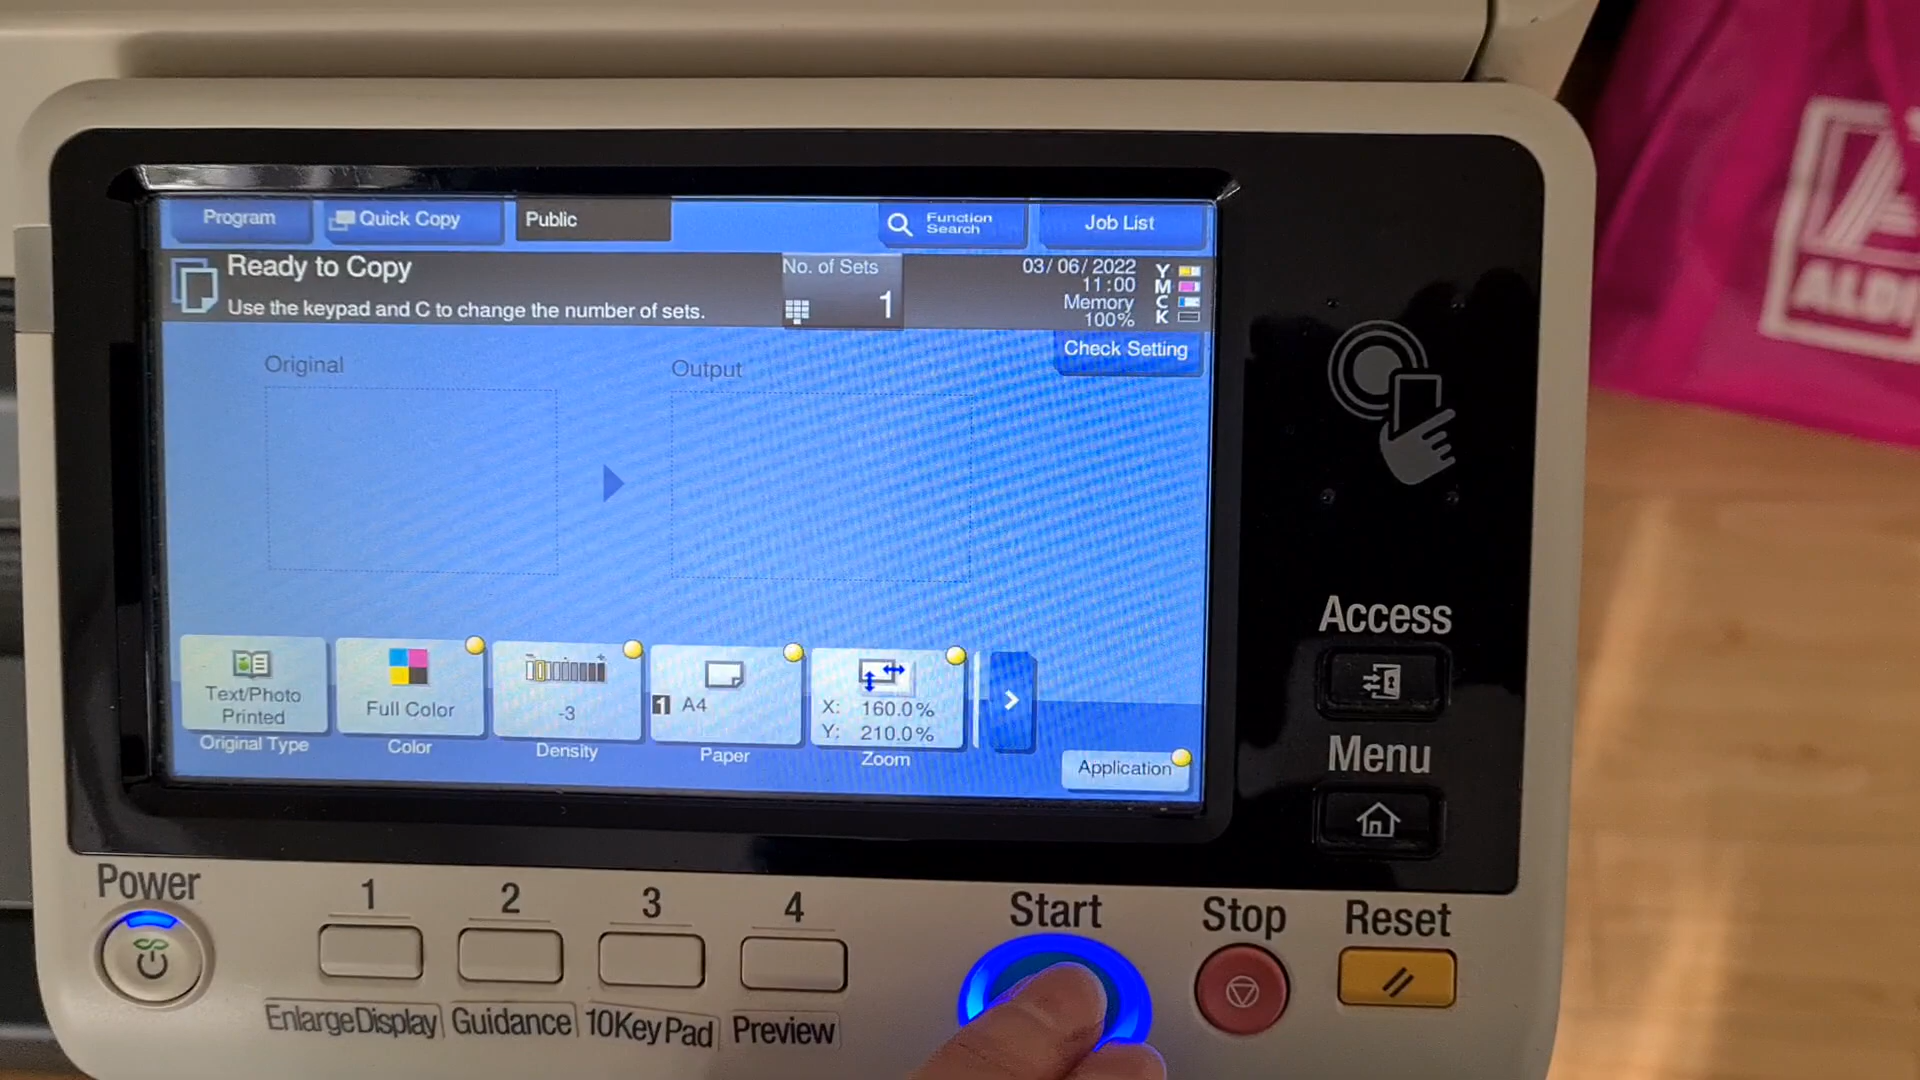 Program
Quick Copy
Public
Function
Search
Job List
Ready to Copy
Use the keypad and C to change the number of sets.
No. of Sets
1
03/06/2022
11:00
Memory
100%
Y
M
C
K
Check Setting
Original
Output
Text/Photo
Printed
Original Type
Full Color
Color
- +
-3
Density
1 A4
Paper
X: 160.0%
Y: 210.0%
Zoom
Application
Access
Menu
Power
1
2
3
4
Start
Stop
Reset
EnlargeDisplay
Guidance
10KeyPad
Preview
ALDI